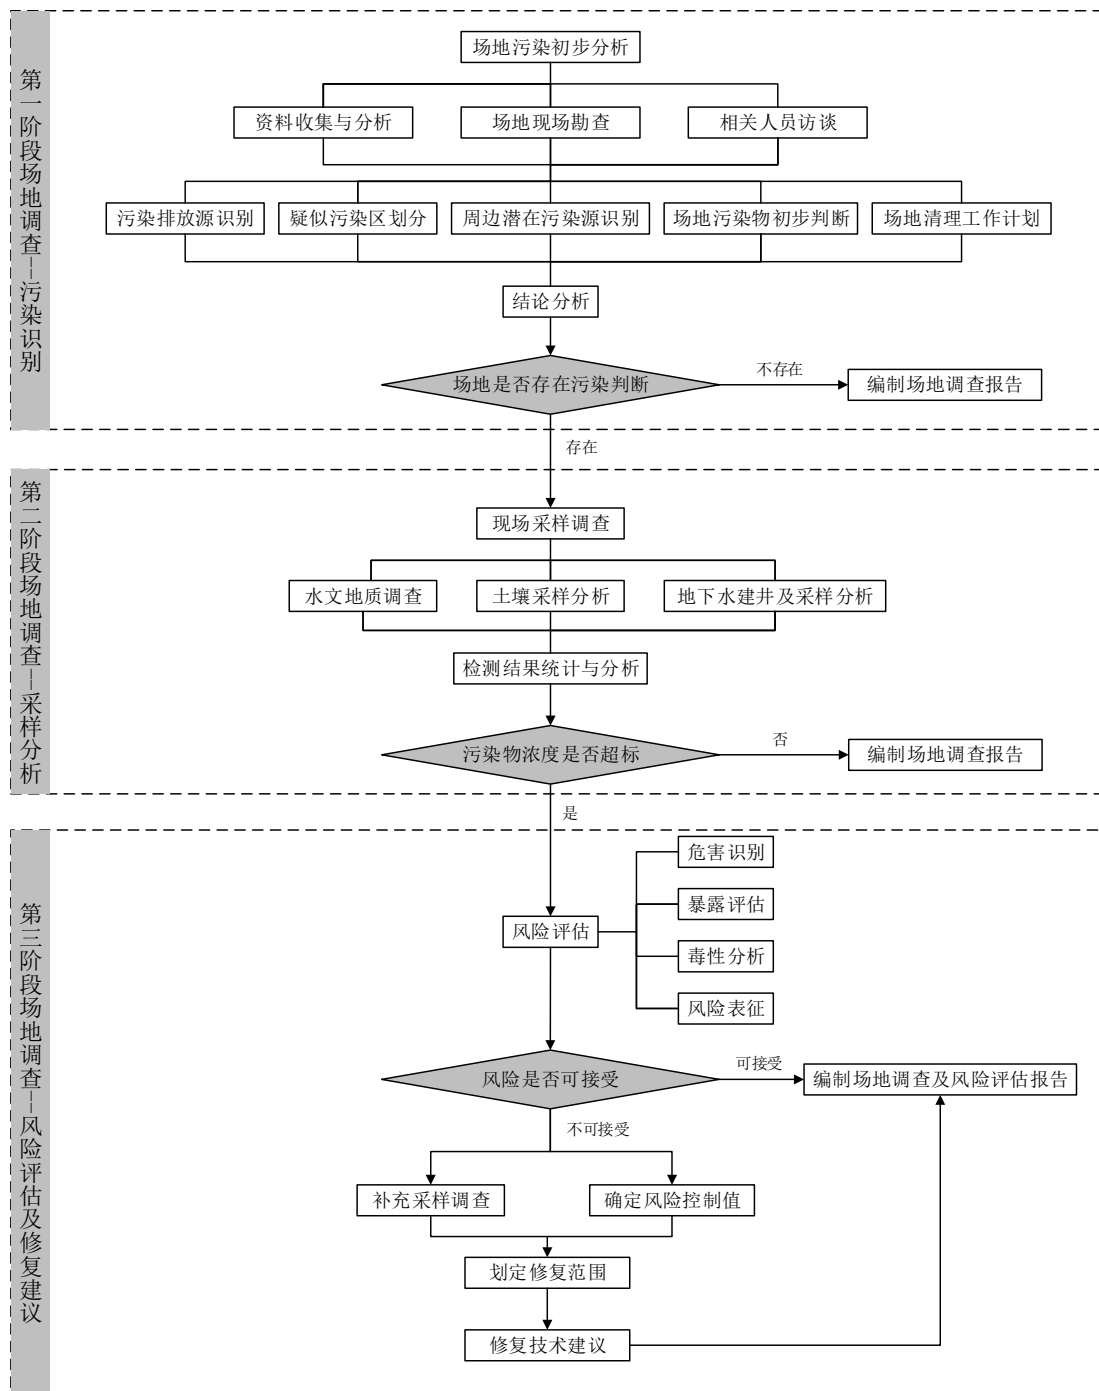 第一阶段场地调查--污染识别
场地污染初步分析
资料收集与分析
场地现场勘查
相关人员访谈
污染排放源识别
疑似污染区划分
周边潜在污染源识别
场地污染物初步判断
场地清理工作计划
结论分析
场地是否存在污染判断
不存在
编制场地调查报告
存在
第二阶段场地调查--采样分析
现场采样调查
水文地质调查
土壤采样分析
地下水建井及采样分析
检测结果统计与分析
污染物浓度是否超标
否
编制场地调查报告
是
第三阶段场地调查--风险评估及修复建议
危害识别
暴露评估
风险评估
毒性分析
风险表征
风险是否可接受
可接受
编制场地调查及风险评估报告
不可接受
补充采样调查
确定风险控制值
划定修复范围
修复技术建议